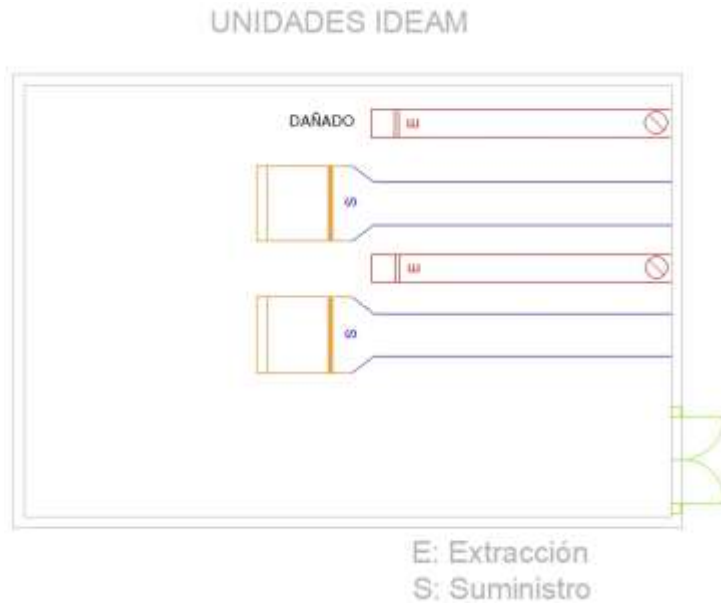 UNIDADES IDEAM
DAÑADO
E
S
E
S
E: Extracción
S: Suministro